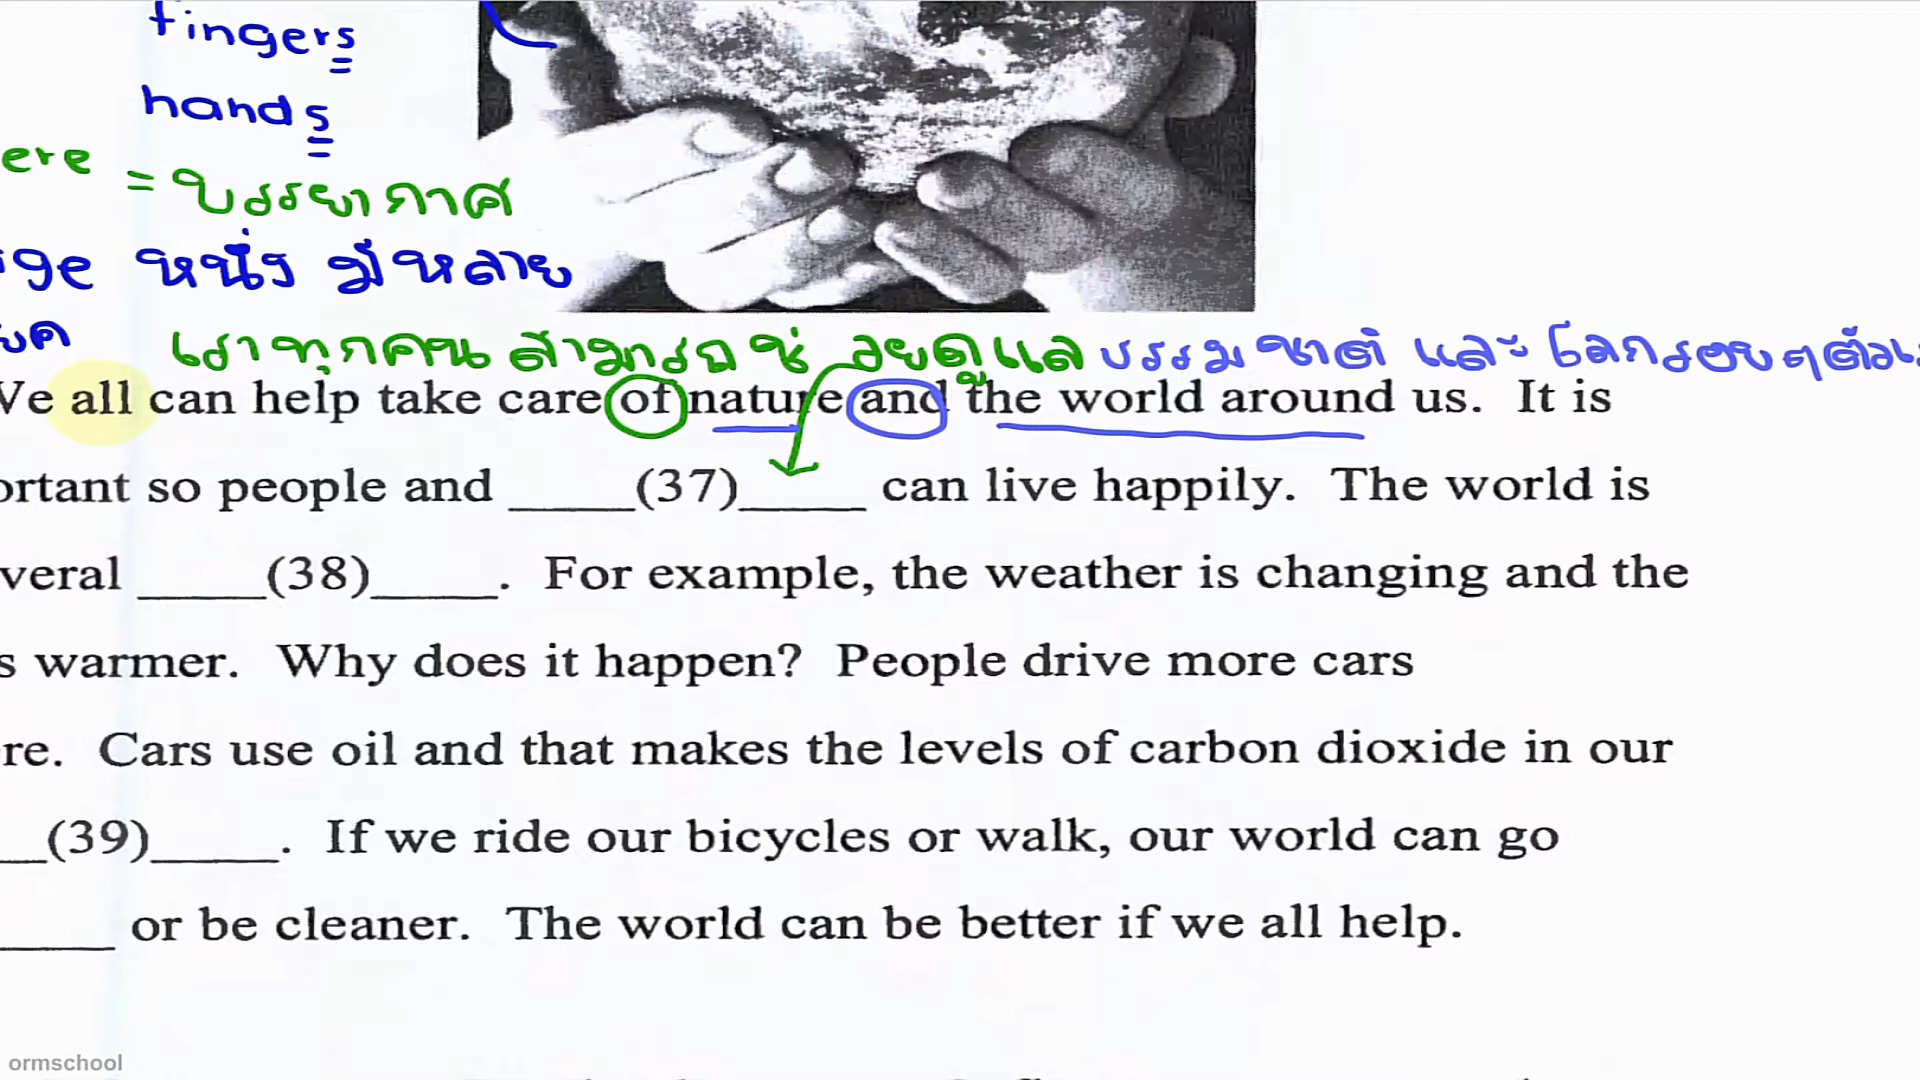 fingers
hands
ere = บรรยากาศ
ge หนึ่ง มีหลาย
เราทุกคน สามารถ ช่วยดูแล ธรรมชาติ และ โลกรอบๆตัวเ
We all can help take care of nature and the world around us. It is
ortant so people and _____(37)_____ can live happily. The world is
veral _____(38)_____. For example, the weather is changing and the
s warmer. Why does it happen? People drive more cars
re. Cars use oil and that makes the levels of carbon dioxide in our
__(39)_____. If we ride our bicycles or walk, our world can go
_____ or be cleaner. The world can be better if we all help.
ormschool